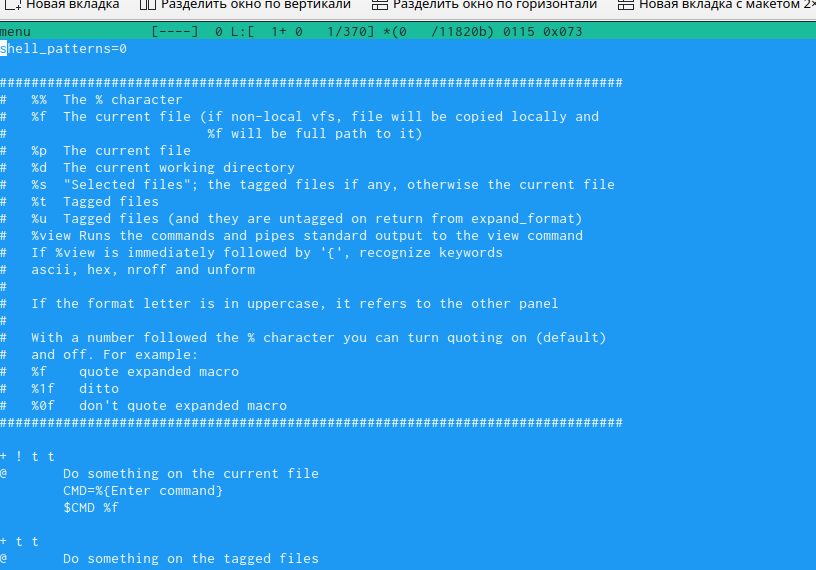 Новая вкладка Разделить окно по вертикали Разделить окно по горизонтали Новая вкладка с макетом 2×
menu [----] 0 L:[ 1+ 0 1/370] *(0 /11820b) 0115 0x073
shell_patterns=0
##############################################################################
# %% The % character
# %f The current file (if non-local vfs, file will be copied locally and
# %f will be full path to it)
# %p The current file
# %d The current working directory
# %s "Selected files"; the tagged files if any, otherwise the current file
# %t Tagged files
# %u Tagged files (and they are untagged on return from expand_format)
# %view Runs the commands and pipes standard output to the view command
# If %view is immediately followed by '{', recognize keywords
# ascii, hex, nroff and unform
#
# If the format letter is in uppercase, it refers to the other panel
#
# With a number followed the % character you can turn quoting on (default)
# and off. For example:
# %f quote expanded macro
# %1f ditto
# %0f don't quote expanded macro
##############################################################################
+ ! t t
@ Do something on the current file
CMD=%{Enter command}
$CMD %f
+ t t
@ Do something on the tagged files